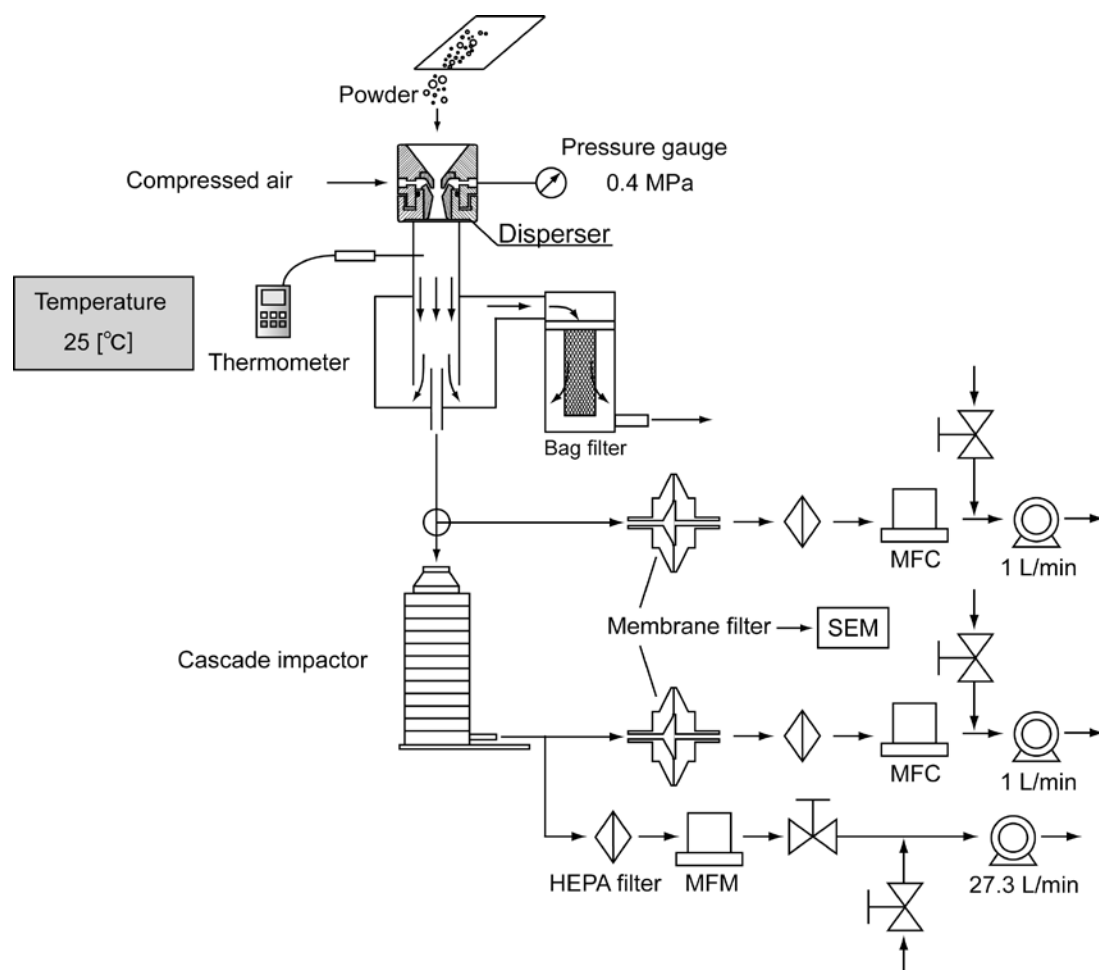 Powder
Compressed air
Pressure gauge
0.4 MPa
Disperser
Temperature
25 [℃]
Thermometer
Bag filter
MFC
1 L/min
Membrane filter
SEM
Cascade impactor
MFC
1 L/min
HEPA filter
MFM
27.3 L/min